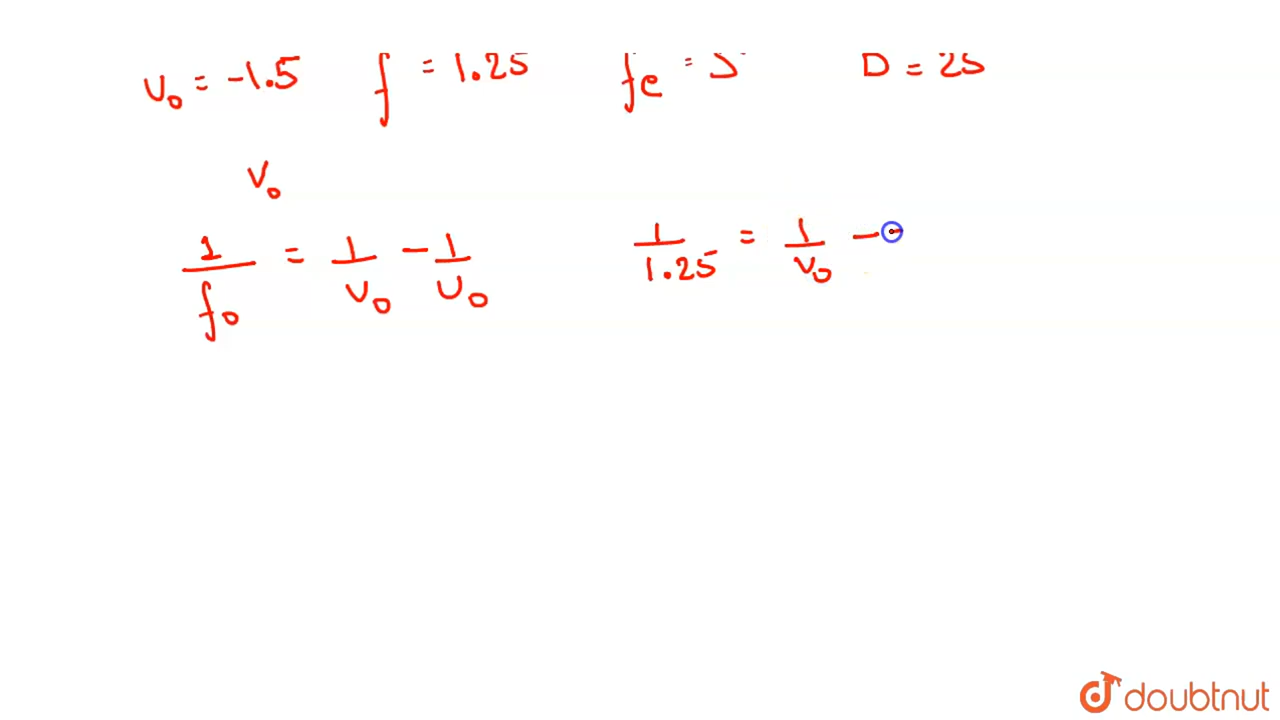 u₀ = -1.5 f = 1.25 fe = 5 D = 25
v₀
1/f₀ = 1/v₀ - 1/u₀ 1/1.25 = 1/v₀ -
doubtnut